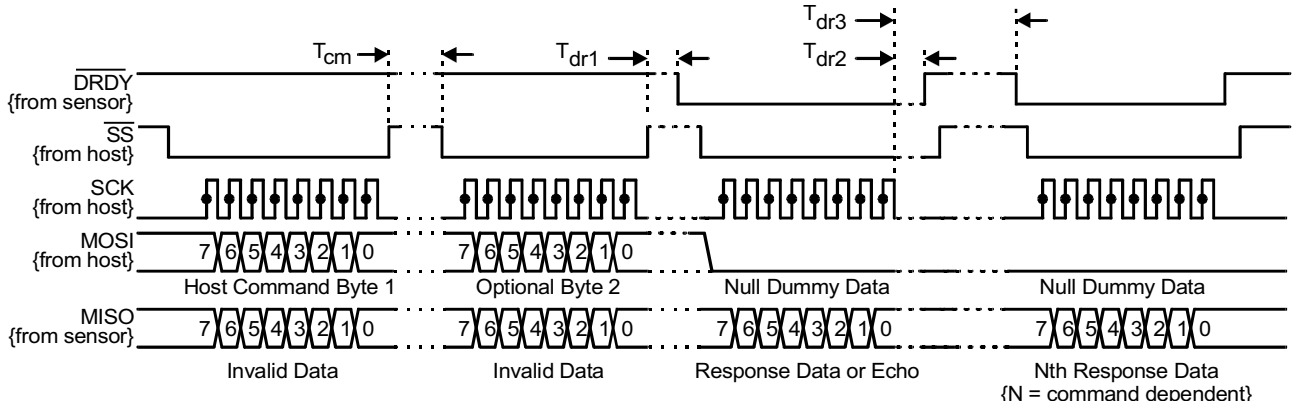 Tdr3
Tcm
Tdr1
Tdr2
DRDY
{from sensor}
SS
{from host}
SCK
{from host}
MOSI
{from host}
7 6 5 4 3 2 1 0 7 6 5 4 3 2 1 0
Host Command Byte 1 Optional Byte 2 Null Dummy Data Null Dummy Data
MISO
{from sensor}
7 6 5 4 3 2 1 0 7 6 5 4 3 2 1 0 7 6 5 4 3 2 1 0 7 6 5 4 3 2 1 0
Invalid Data Invalid Data Response Data or Echo Nth Response Data
{N = command dependent}